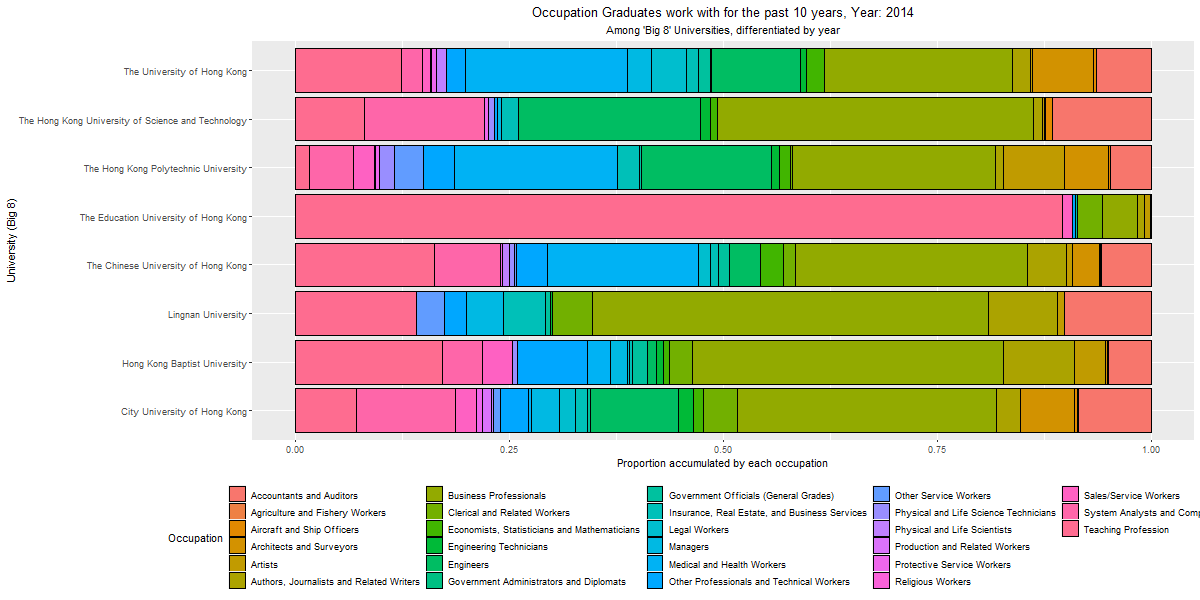 Occupation Graduates work with for the past 10 years, Year: 2014
Among 'Big 8' Universities, differentiated by year
University (Big 8)
The University of Hong Kong
The Hong Kong University of Science and Technology
The Hong Kong Polytechnic University
The Education University of Hong Kong
The Chinese University of Hong Kong
Lingnan University
Hong Kong Baptist University
City University of Hong Kong
0.00 0.25 0.50 0.75 1.00
Proportion accumulated by each occupation
Occupation
Accountants and Auditors
Agriculture and Fishery Workers
Aircraft and Ship Officers
Architects and Surveyors
Artists
Authors, Journalists and Related Writers
Business Professionals
Clerical and Related Workers
Economists, Statisticians and Mathematicians
Engineering Technicians
Engineers
Government Administrators and Diplomats
Government Officials (General Grades)
Insurance, Real Estate, and Business Services
Legal Workers
Managers
Medical and Health Workers
Other Professionals and Technical Workers
Other Service Workers
Physical and Life Science Technicians
Physical and Life Scientists
Production and Related Workers
Protective Service Workers
Religious Workers
Sales/Service Workers
System Analysts and Comp
Teaching Profession